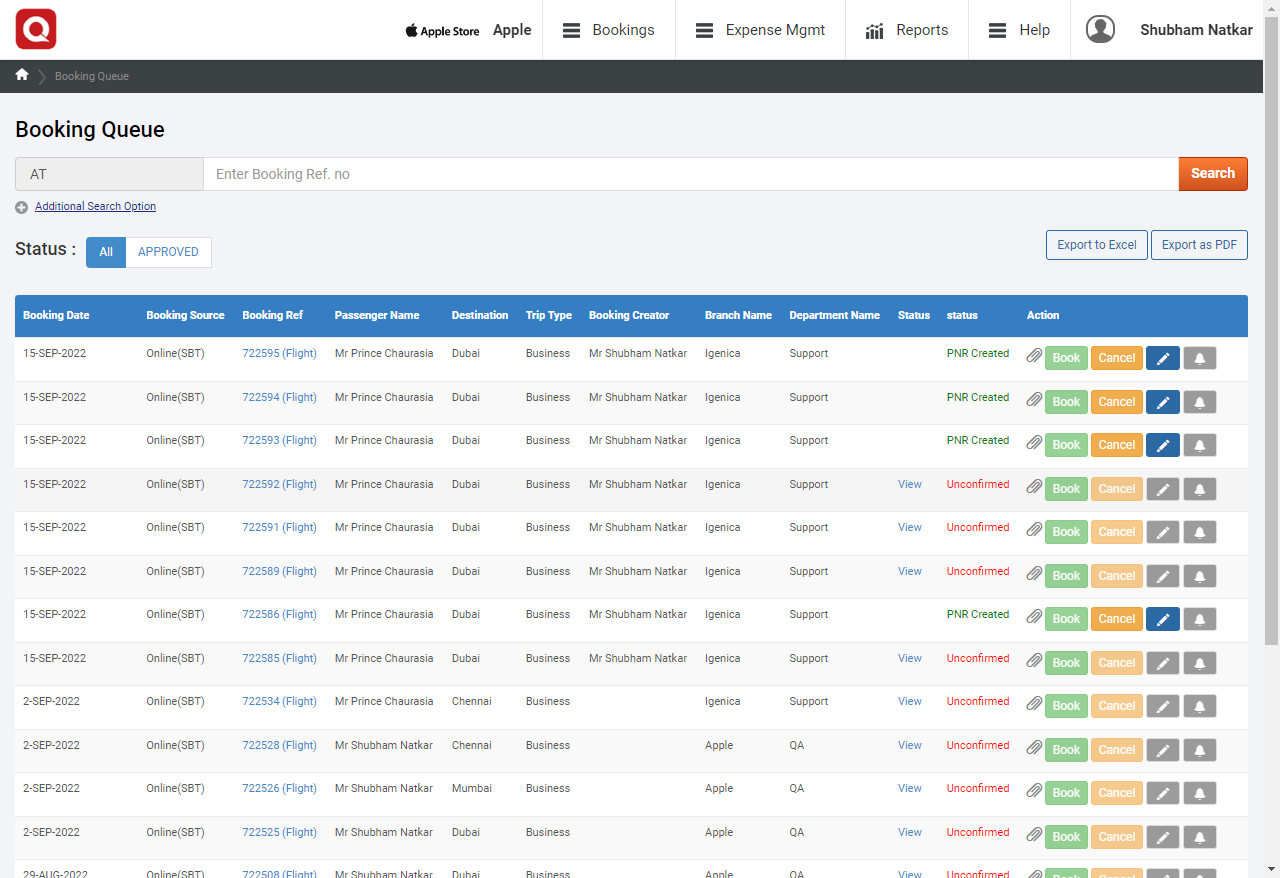 Apple Store Apple Bookings Expense Mgmt Reports Help Shubham Natkar
Booking Queue
Booking Queue
AT Enter Booking Ref. no Search
Additional Search Option
Status : All APPROVED Export to Excel Export as PDF
Booking Date Booking Source Booking Ref Passenger Name Destination Trip Type Booking Creator Branch Name Department Name Status status Action
15-SEP-2022 Online(SBT) 722595 (Flight) Mr Prince Chaurasia Dubai Business Mr Shubham Natkar Igenica Support PNR Created Book Cancel
15-SEP-2022 Online(SBT) 722594 (Flight) Mr Prince Chaurasia Dubai Business Mr Shubham Natkar Igenica Support PNR Created Book Cancel
15-SEP-2022 Online(SBT) 722593 (Flight) Mr Prince Chaurasia Dubai Business Mr Shubham Natkar Igenica Support PNR Created Book Cancel
15-SEP-2022 Online(SBT) 722592 (Flight) Mr Prince Chaurasia Dubai Business Mr Shubham Natkar Igenica Support View Unconfirmed Book Cancel
15-SEP-2022 Online(SBT) 722591 (Flight) Mr Prince Chaurasia Dubai Business Mr Shubham Natkar Igenica Support View Unconfirmed Book Cancel
15-SEP-2022 Online(SBT) 722589 (Flight) Mr Prince Chaurasia Dubai Business Mr Shubham Natkar Igenica Support View Unconfirmed Book Cancel
15-SEP-2022 Online(SBT) 722586 (Flight) Mr Prince Chaurasia Dubai Business Mr Shubham Natkar Igenica Support PNR Created Book Cancel
15-SEP-2022 Online(SBT) 722585 (Flight) Mr Prince Chaurasia Dubai Business Mr Shubham Natkar Igenica Support View Unconfirmed Book Cancel
2-SEP-2022 Online(SBT) 722534 (Flight) Mr Prince Chaurasia Chennai Business Igenica Support View Unconfirmed Book Cancel
2-SEP-2022 Online(SBT) 722528 (Flight) Mr Shubham Natkar Chennai Business Apple QA View Unconfirmed Book Cancel
2-SEP-2022 Online(SBT) 722526 (Flight) Mr Shubham Natkar Mumbai Business Apple QA View Unconfirmed Book Cancel
2-SEP-2022 Online(SBT) 722525 (Flight) Mr Shubham Natkar Dubai Business Apple QA View Unconfirmed Book Cancel
29-AUG-2022 Online(SBT) 722508 (Flight) Mr Shubham Natkar Dubai Business Apple QA View Unconfirmed Book Cancel